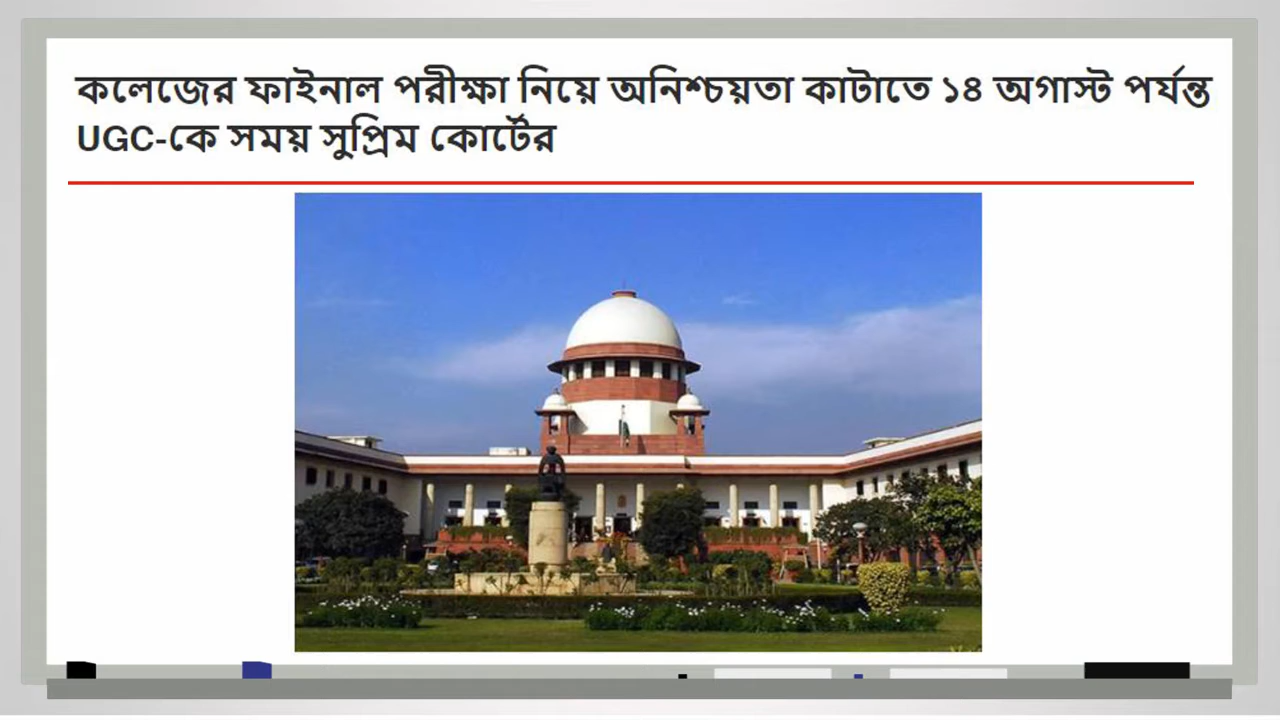 কলেজের ফাইনাল পরীক্ষা নিয়ে অনিশ্চয়তা কাটাতে ১৪ অগাস্ট পর্যন্ত
UGC-কে সময় সুপ্রিম কোর্টের